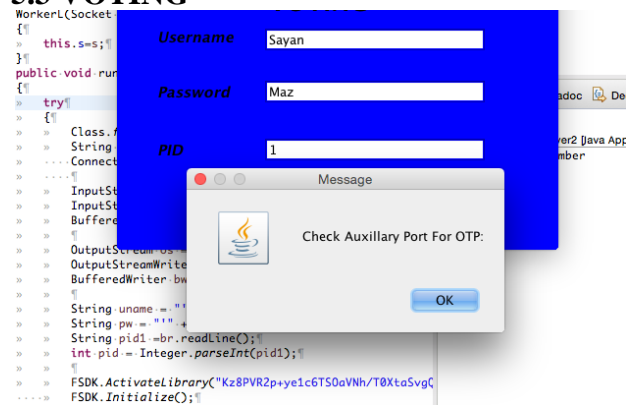 5.5 VOTING
WorkerL(Socket
{
this.s=s;
}
public void run
{
try
{
Class.f
String
Connect
InputSt
InputSt
Buffere
OutputStream os =
OutputStreamWrite
BufferedWriter bw
String uname = "'
String pw = "'" +
String pid1 =br.readLine();
int pid = Integer.parseInt(pid1);
FSDK.ActivateLibrary("Kz8PVR2p+ye1c6TSOaVNh/T0XtaSvgQ
FSDK.Initialize();
Username Sayan
Password Maz
PID 1
Message
Check Auxillary Port For OTP:
OK
adoc De
ver2 [Java App
mber